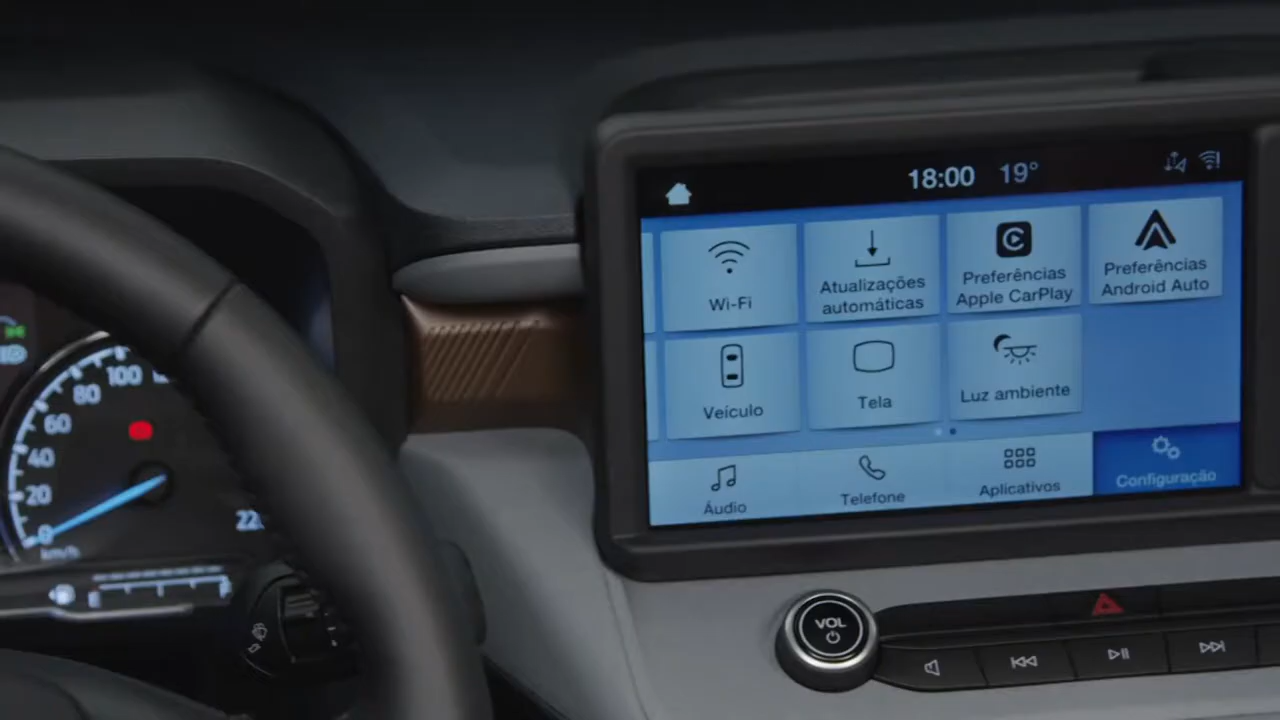 18:00 19°
Wi-Fi
Atualizações
automáticas
Preferências
Apple CarPlay
Preferências
Android Auto
Veículo
Tela
Luz ambiente
Áudio
Telefone
Aplicativos
Configuração
100
80
60
40
20
0
km/h
220
VOL